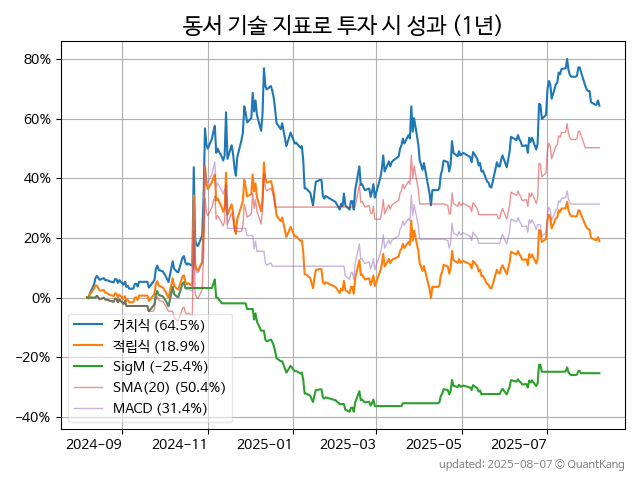 동서 기술 지표로 투자 시 성과 (1년)
80%
60%
40%
20%
0%
−20%
−40%
거치식 (64.5%)
적립식 (18.9%)
SigM (−25.4%)
SMA(20) (50.4%)
MACD (31.4%)
2024-09
2024-11
2025-01
2025-03
2025-05
2025-07
updated: 2025-08-07 © QuantKang